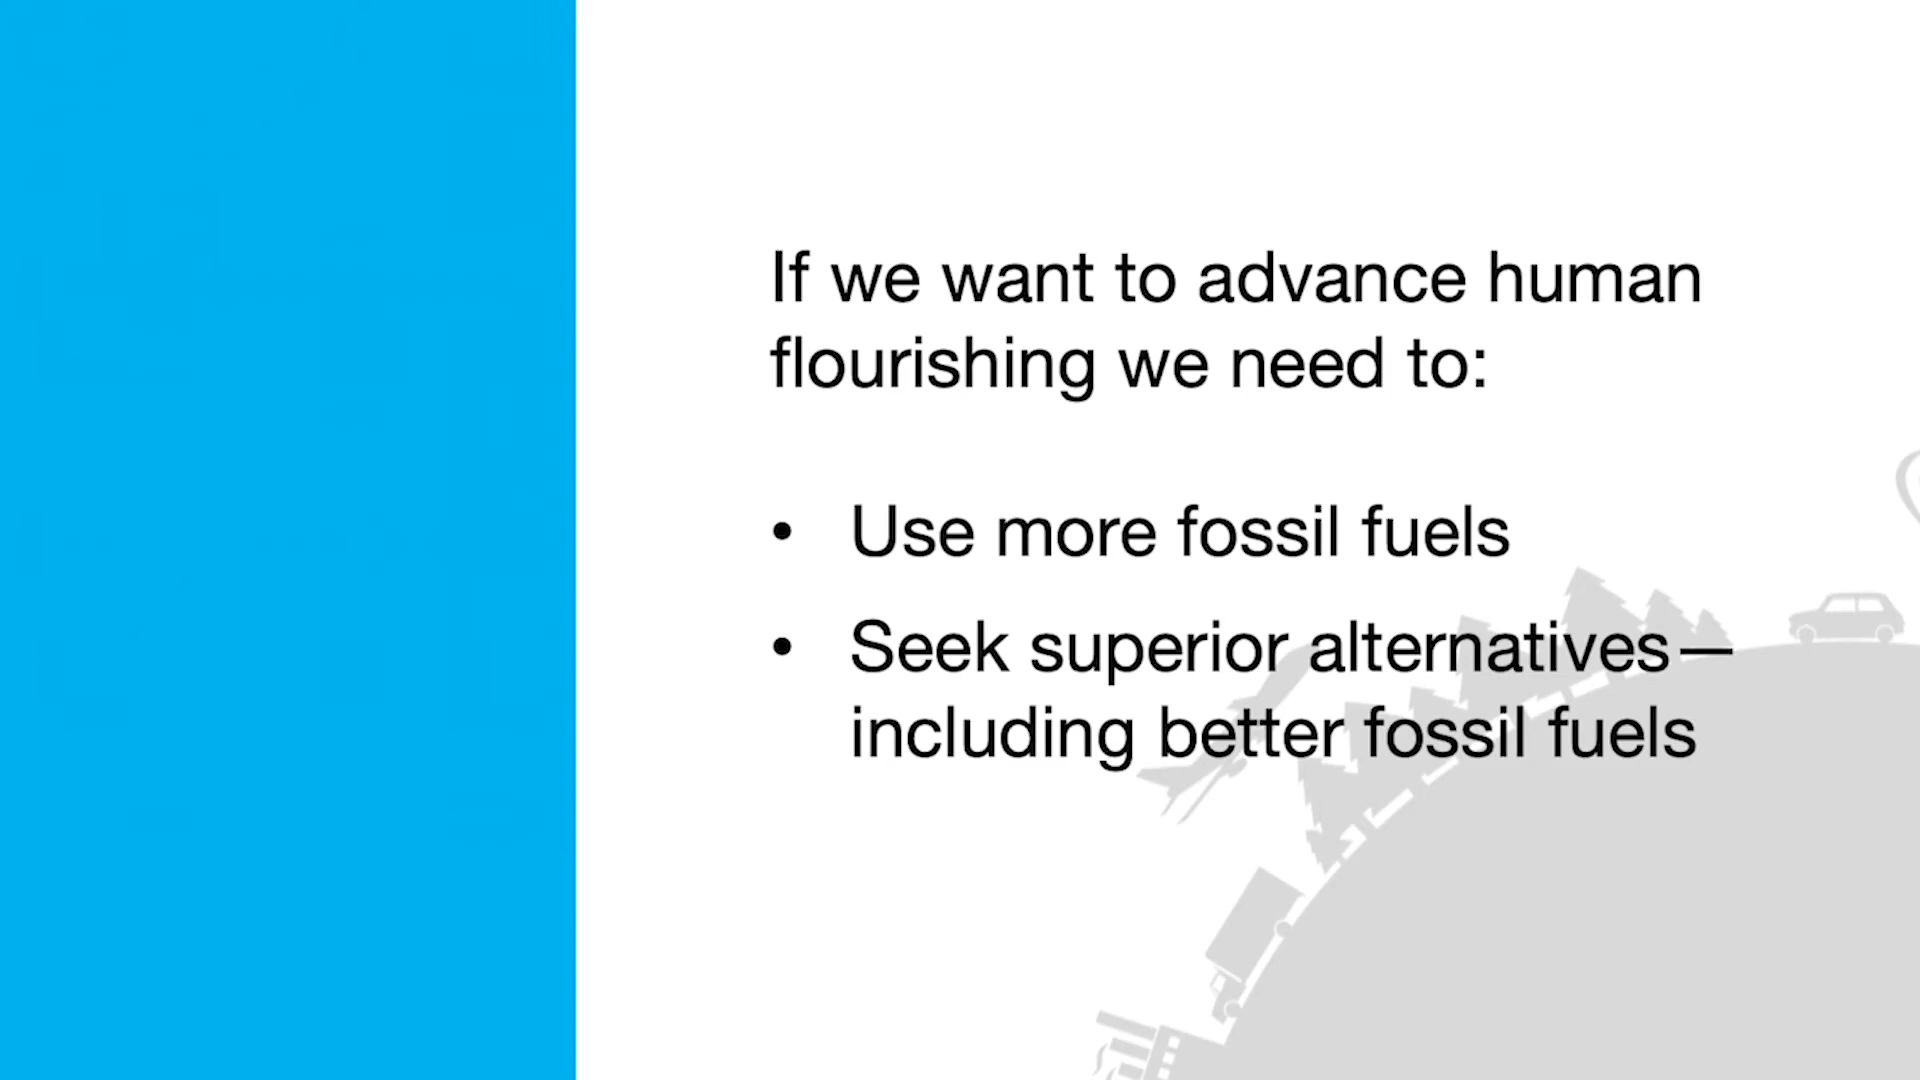 If we want to advance human
flourishing we need to:
• Use more fossil fuels
• Seek superior alternatives—
including better fossil fuels